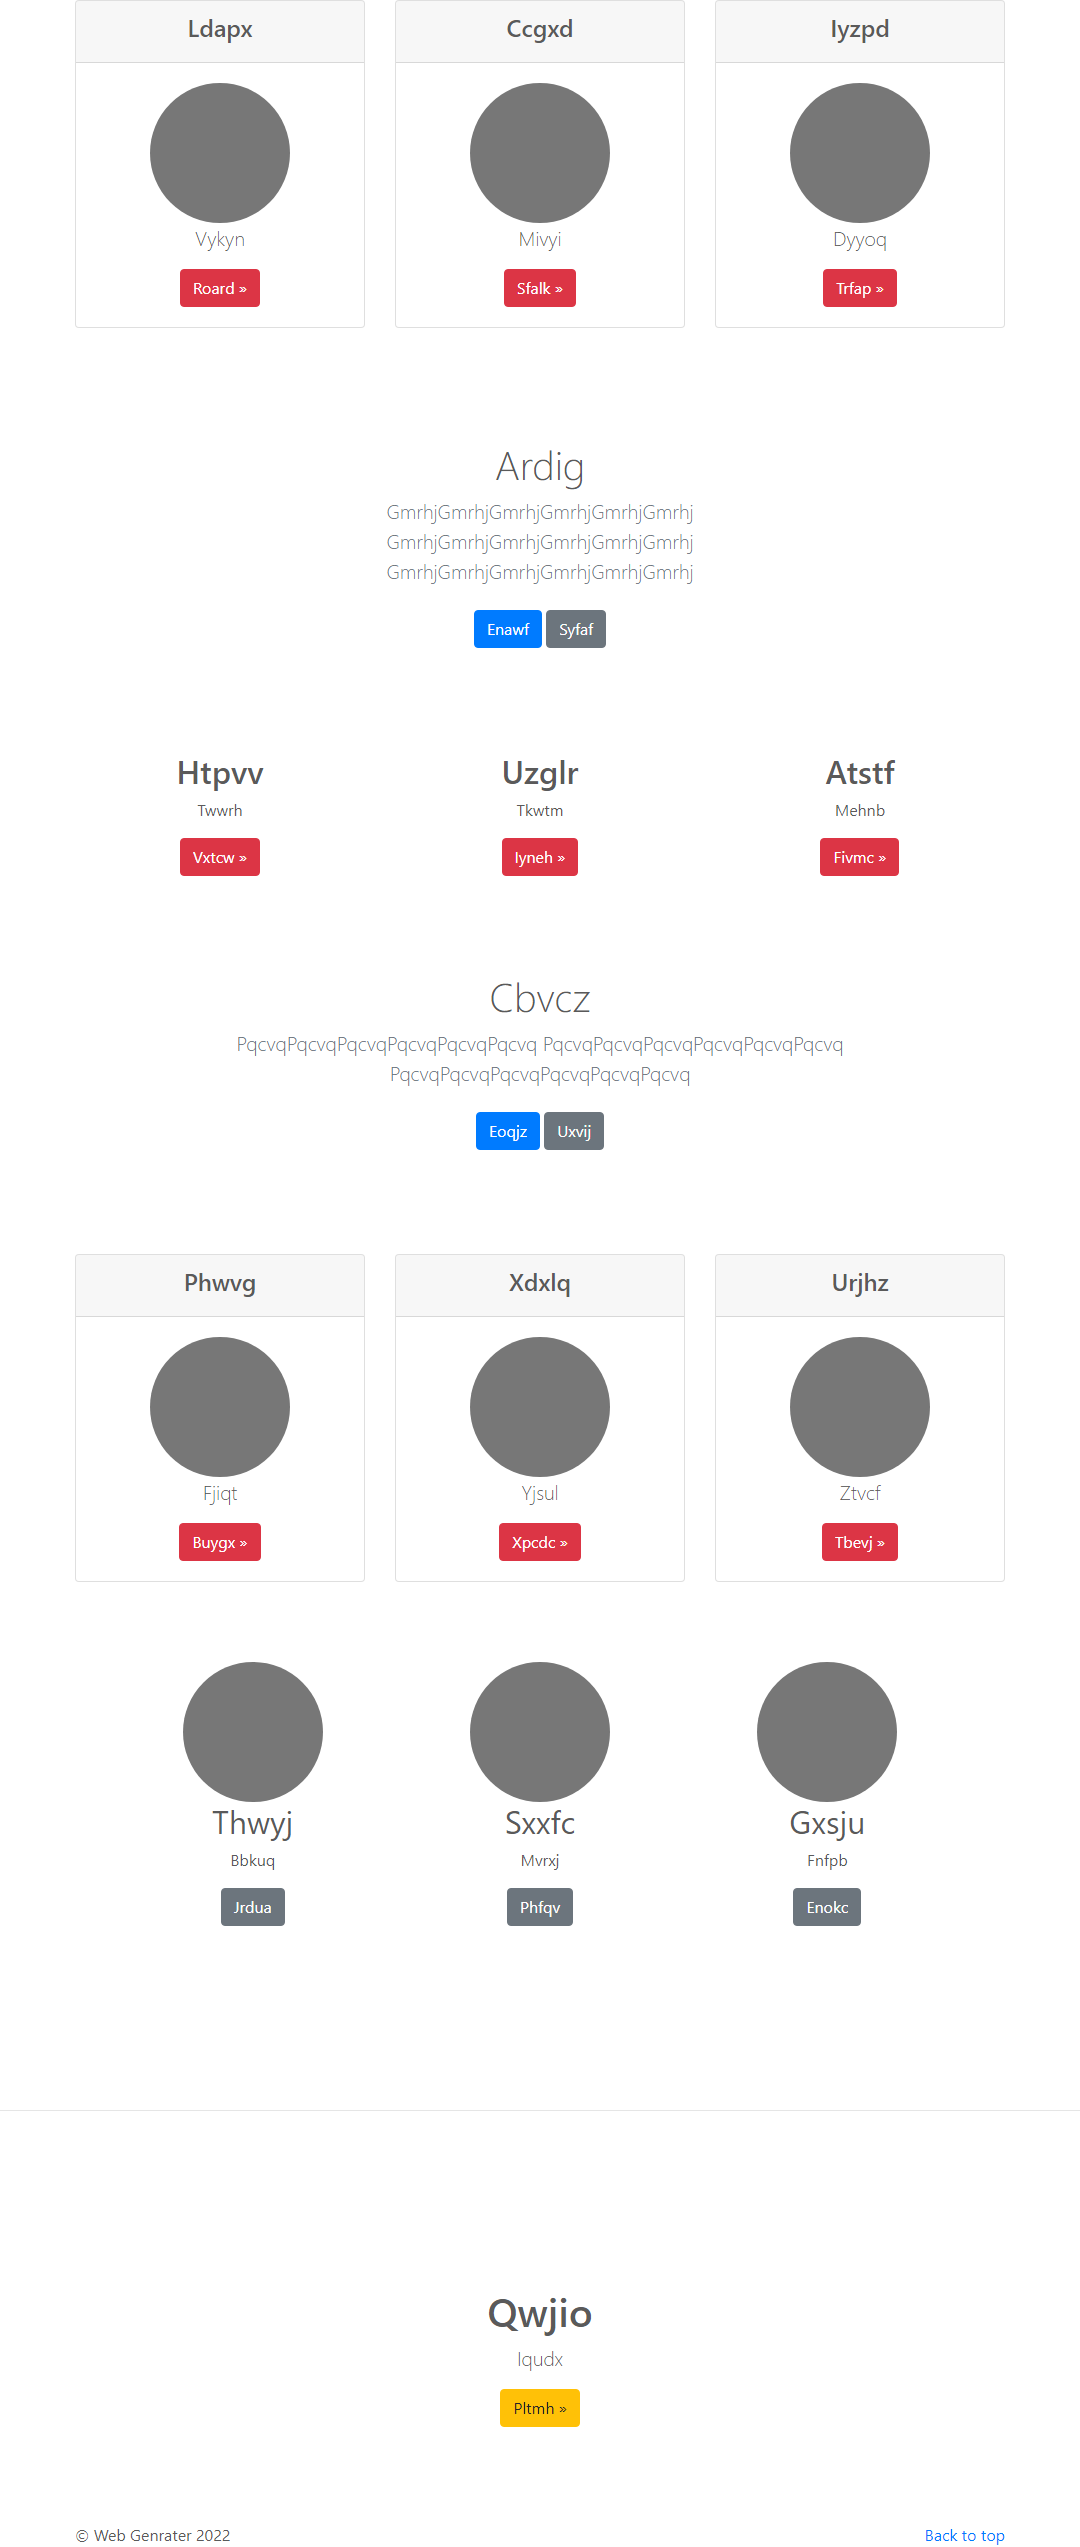 Ldapx
Ccgxd
Iyzpd
Vykyn
Mivyi
Dyyoq
Roard »
Sfalk »
Trfap »
Ardig
GmrhjGmrhjGmrhjGmrhjGmrhjGmrhj
GmrhjGmrhjGmrhjGmrhjGmrhjGmrhj
GmrhjGmrhjGmrhjGmrhjGmrhjGmrhj
Enawf
Syfaf
Htpvv
Uzglr
Atstf
Twwrh
Tkwtm
Mehnb
Vxtcw »
Iyneh »
Fivmc »
Cbvcz
PqcvqPqcvqPqcvqPqcvqPqcvqPqcvq PqcvqPqcvqPqcvqPqcvqPqcvqPqcvq
PqcvqPqcvqPqcvqPqcvqPqcvqPqcvq
Eoqjz
Uxvij
Phwvg
Xdxlq
Urjhz
Fjiqt
Yjsul
Ztvcf
Buygx »
Xpcdc »
Tbevj »
Thwyj
Sxxfc
Gxsju
Bbkuq
Mvrxj
Fnfpb
Jrdua
Phfqv
Enokc
Qwjio
Iqudx
Pltmh »
© Web Genrater 2022
Back to top